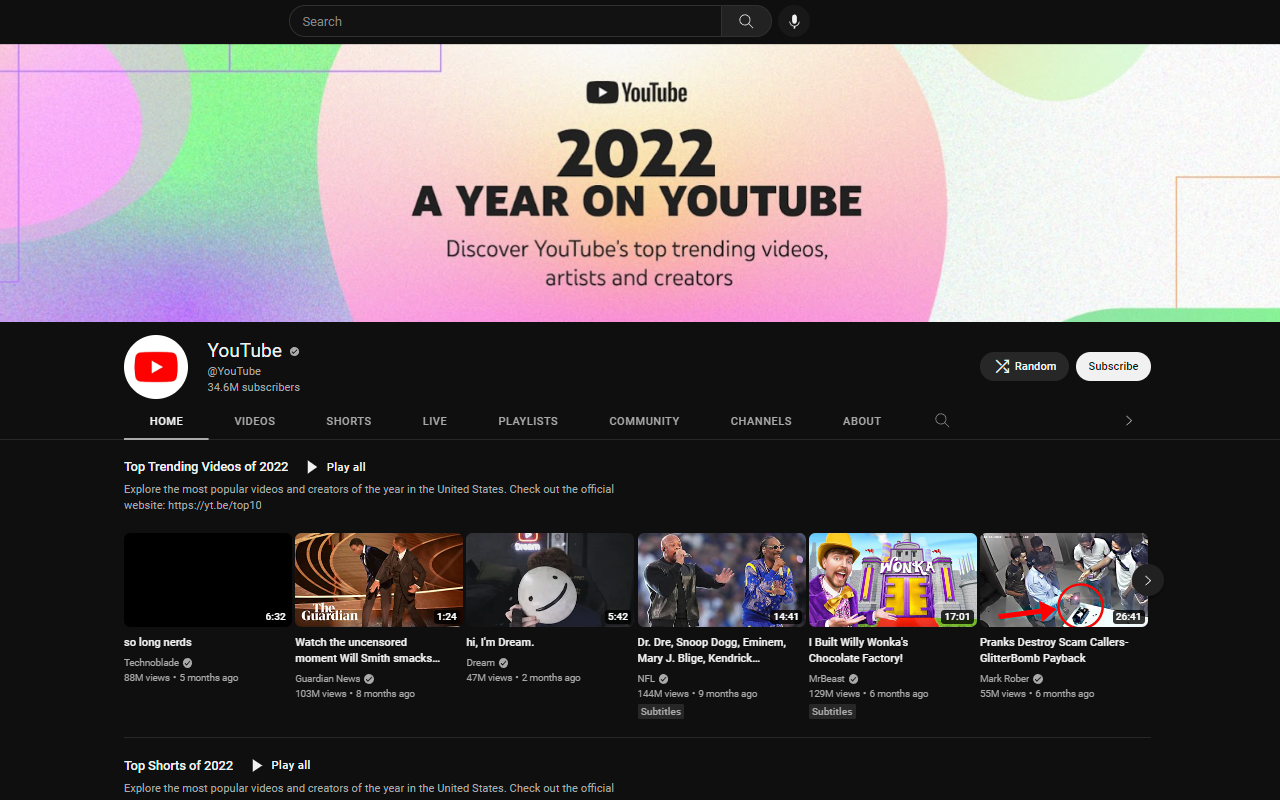 Search
YouTube
2022
A YEAR ON YOUTUBE
Discover YouTube's top trending videos,
artists and creators
YouTube
@YouTube
34.6M subscribers
Random
Subscribe
HOME
VIDEOS
SHORTS
LIVE
PLAYLISTS
COMMUNITY
CHANNELS
ABOUT
Top Trending Videos of 2022
Play all
Explore the most popular videos and creators of the year in the United States. Check out the official
website: https://yt.be/top10
6:32
so long nerds
Technoblade
88M views • 5 months ago
The
Guardian
1:24
Watch the uncensored
moment Will Smith smacks...
Guardian News
103M views • 8 months ago
Dream
5:42
hi, I'm Dream.
Dream
47M views • 2 months ago
14:41
Dr. Dre, Snoop Dogg, Eminem,
Mary J. Blige, Kendrick...
NFL
144M views • 9 months ago
Subtitles
WONKA
17:01
I Built Willy Wonka's
Chocolate Factory!
MrBeast
129M views • 6 months ago
Subtitles
26:41
Pranks Destroy Scam Callers-
GlitterBomb Payback
Mark Rober
55M views • 6 months ago
Top Shorts of 2022
Play all
Explore the most popular videos and creators of the year in the United States. Check out the official